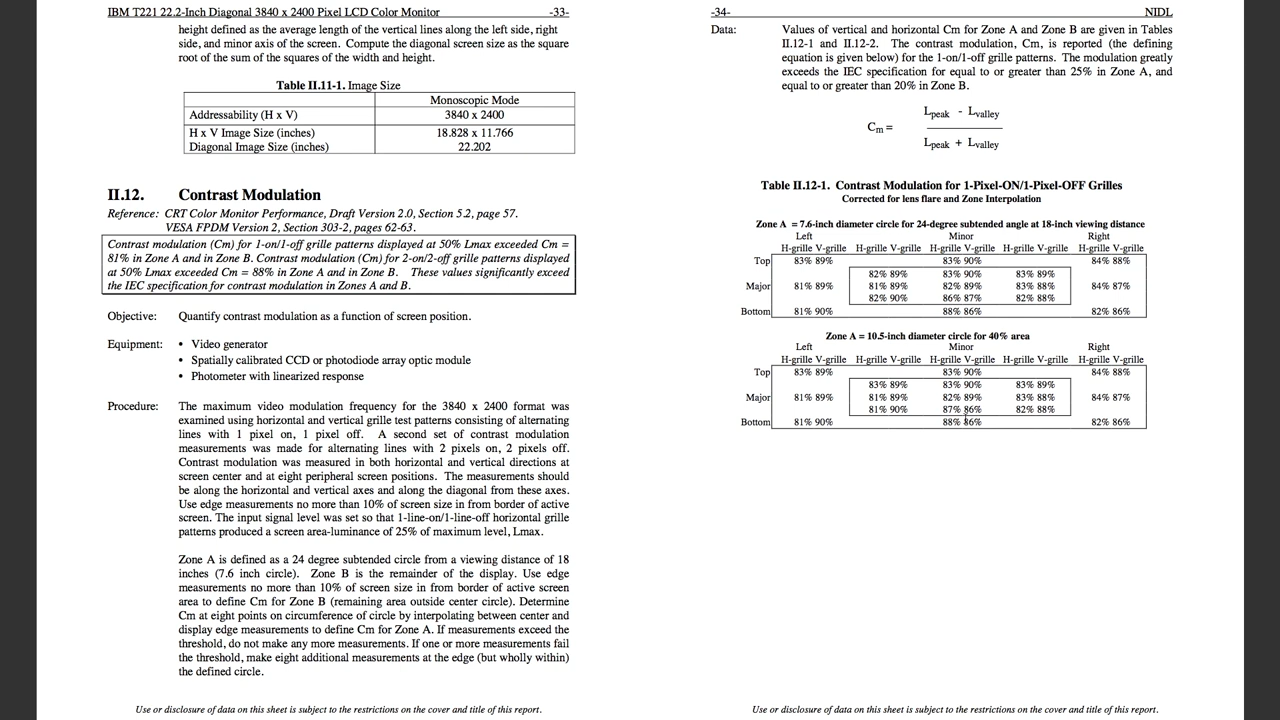 IBM T221 22.2-Inch Diagonal 3840 x 2400 Pixel LCD Color Monitor -33-
height defined as the average length of the vertical lines along the left side, right
side, and minor axis of the screen. Compute the diagonal screen size as the square
root of the sum of the squares of the width and height.
Table II.11-1. Image Size
Monoscopic Mode
Addressability (H x V) 3840 x 2400
H x V Image Size (inches) 18.828 x 11.766
Diagonal Image Size (inches) 22.202
II.12. Contrast Modulation
Reference: CRT Color Monitor Performance, Draft Version 2.0, Section 5.2, page 57.
VESA FPDM Version 2, Section 303-2, pages 62-63.
Contrast modulation (Cm) for 1-on/1-off grille patterns displayed at 50% Lmax exceeded Cm =
81% in Zone A and in Zone B. Contrast modulation (Cm) for 2-on/2-off grille patterns displayed
at 50% Lmax exceeded Cm = 88% in Zone A and in Zone B. These values significantly exceed
the IEC specification for contrast modulation in Zones A and B.
Objective: Quantify contrast modulation as a function of screen position.
Equipment: • Video generator
• Spatially calibrated CCD or photodiode array optic module
• Photometer with linearized response
Procedure: The maximum video modulation frequency for the 3840 x 2400 format was
examined using horizontal and vertical grille test patterns consisting of alternating
lines with 1 pixel on, 1 pixel off. A second set of contrast modulation
measurements was made for alternating lines with 2 pixels on, 2 pixels off.
Contrast modulation was measured in both horizontal and vertical directions at
screen center and at eight peripheral screen positions. The measurements should
be along the horizontal and vertical axes and along the diagonal from these axes.
Use edge measurements no more than 10% of screen size in from border of active
screen. The input signal level was set so that 1-line-on/1-line-off horizontal grille
patterns produced a screen area-luminance of 25% of maximum level, Lmax.
Zone A is defined as a 24 degree subtended circle from a viewing distance of 18
inches (7.6 inch circle). Zone B is the remainder of the display. Use edge
measurements no more than 10% of screen size in from border of active screen
area to define Cm for Zone B (remaining area outside center circle). Determine
Cm at eight points on circumference of circle by interpolating between center and
display edge measurements to define Cm for Zone A. If measurements exceed the
threshold, do not make any more measurements. If one or more measurements fail
the threshold, make eight additional measurements at the edge (but wholly within)
the defined circle.
Use or disclosure of data on this sheet is subject to the restrictions on the cover and title of this report.
-34- NIDL
Data: Values of vertical and horizontal Cm for Zone A and Zone B are given in Tables
II.12-1 and II.12-2. The contrast modulation, Cm, is reported (the defining
equation is given below) for the 1-on/1-off grille patterns. The modulation greatly
exceeds the IEC specification for equal to or greater than 25% in Zone A, and
equal to or greater than 20% in Zone B.
Lpeak - Lvalley
Cm =
Lpeak + Lvalley
Table II.12-1. Contrast Modulation for 1-Pixel-ON/1-Pixel-OFF Grilles
Corrected for lens flare and Zone Interpolation
Zone A = 7.6-inch diameter circle for 24-degree subtended angle at 18-inch viewing distance
Left Minor Right
H-grille V-grille H-grille V-grille H-grille V-grille H-grille V-grille H-grille V-grille
Top 83% 89% 83% 90% 84% 88%
82% 89% 83% 90% 83% 89%
Major 81% 89% 81% 89% 82% 89% 83% 88% 84% 87%
82% 90% 86% 87% 82% 88%
Bottom 81% 90% 88% 86% 82% 86%
Zone A = 10.5-inch diameter circle for 40% area
Left Minor Right
H-grille V-grille H-grille V-grille H-grille V-grille H-grille V-grille H-grille V-grille
Top 83% 89% 83% 90% 84% 88%
83% 89% 83% 90% 83% 89%
Major 81% 89% 81% 89% 82% 89% 83% 88% 84% 87%
81% 90% 87% 86% 82% 88%
Bottom 81% 90% 88% 86% 82% 86%
Use or disclosure of data on this sheet is subject to the restrictions on the cover and title of this report.